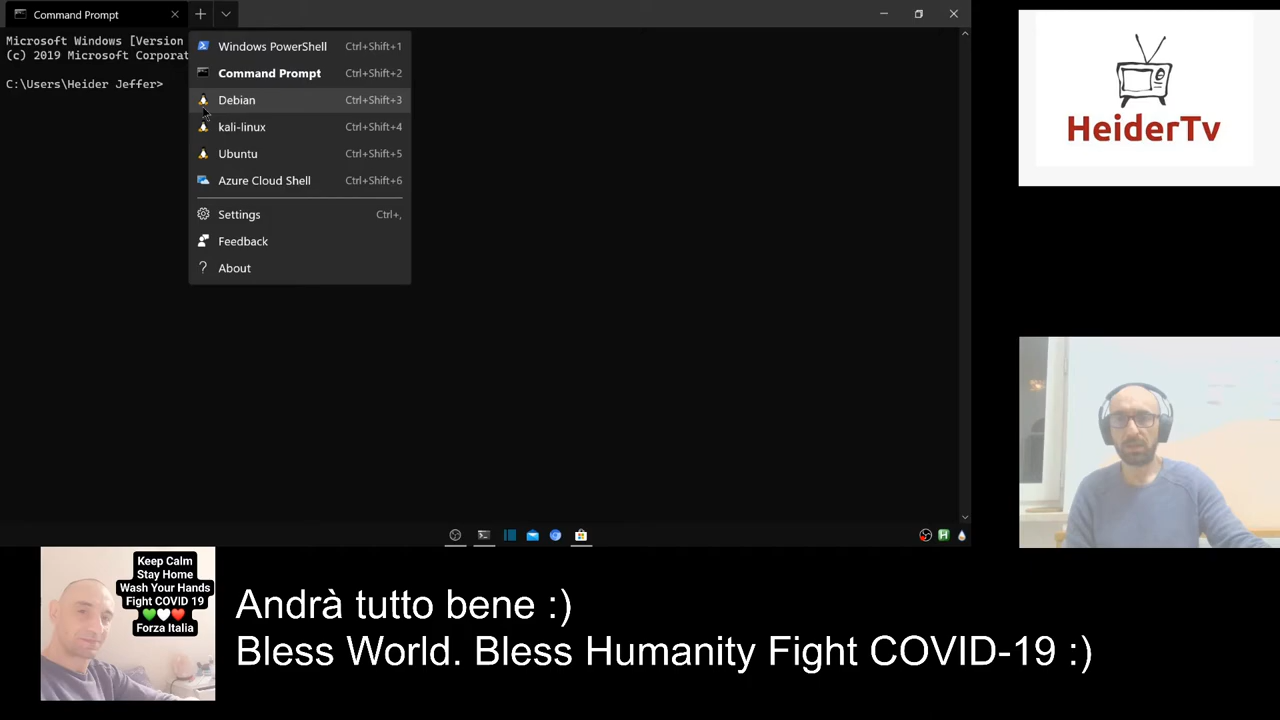 Command Prompt
Microsoft Windows [Version
(c) 2019 Microsoft Corporat
C:\Users\Heider Jeffer>
Windows PowerShell Ctrl+Shift+1
Command Prompt Ctrl+Shift+2
Debian Ctrl+Shift+3
kali-linux Ctrl+Shift+4
Ubuntu Ctrl+Shift+5
Azure Cloud Shell Ctrl+Shift+6
Settings Ctrl+,
Feedback
? About
HeiderTv
Keep Calm
Stay Home
Wash Your Hands
Fight COVID 19
💚🤍❤️
Forza Italia
Andrà tutto bene :)
Bless World. Bless Humanity Fight COVID-19 :)